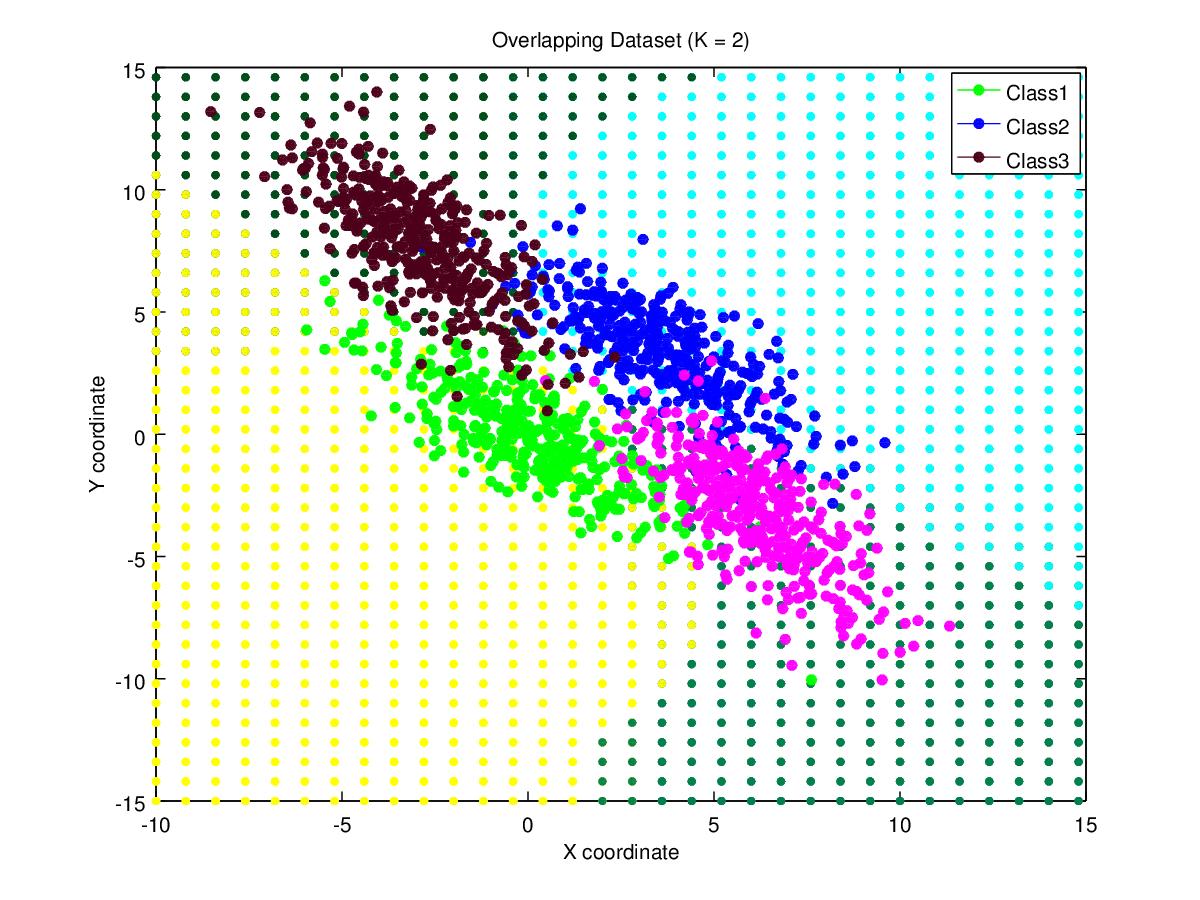 Overlapping Dataset (K = 2)
15
10
5
0
-5
-10
-15
Y coordinate
Class1
Class2
Class3
-10 -5 0 5 10 15
X coordinate